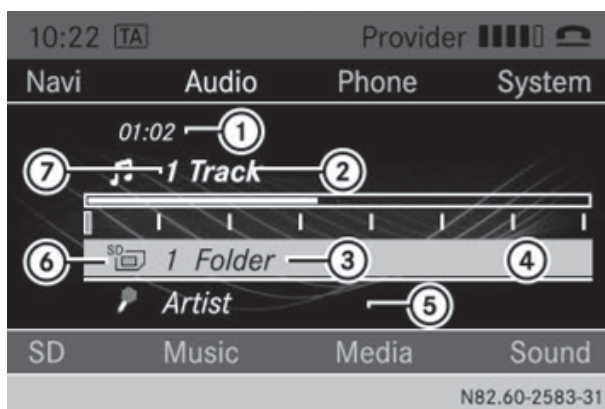 10:22 TA Provider
Navi Audio Phone System
01:02 1
7 1 Track 2
6 SD 1 Folder 3 4
Artist 5
SD Music Media Sound
N82.60-2583-31